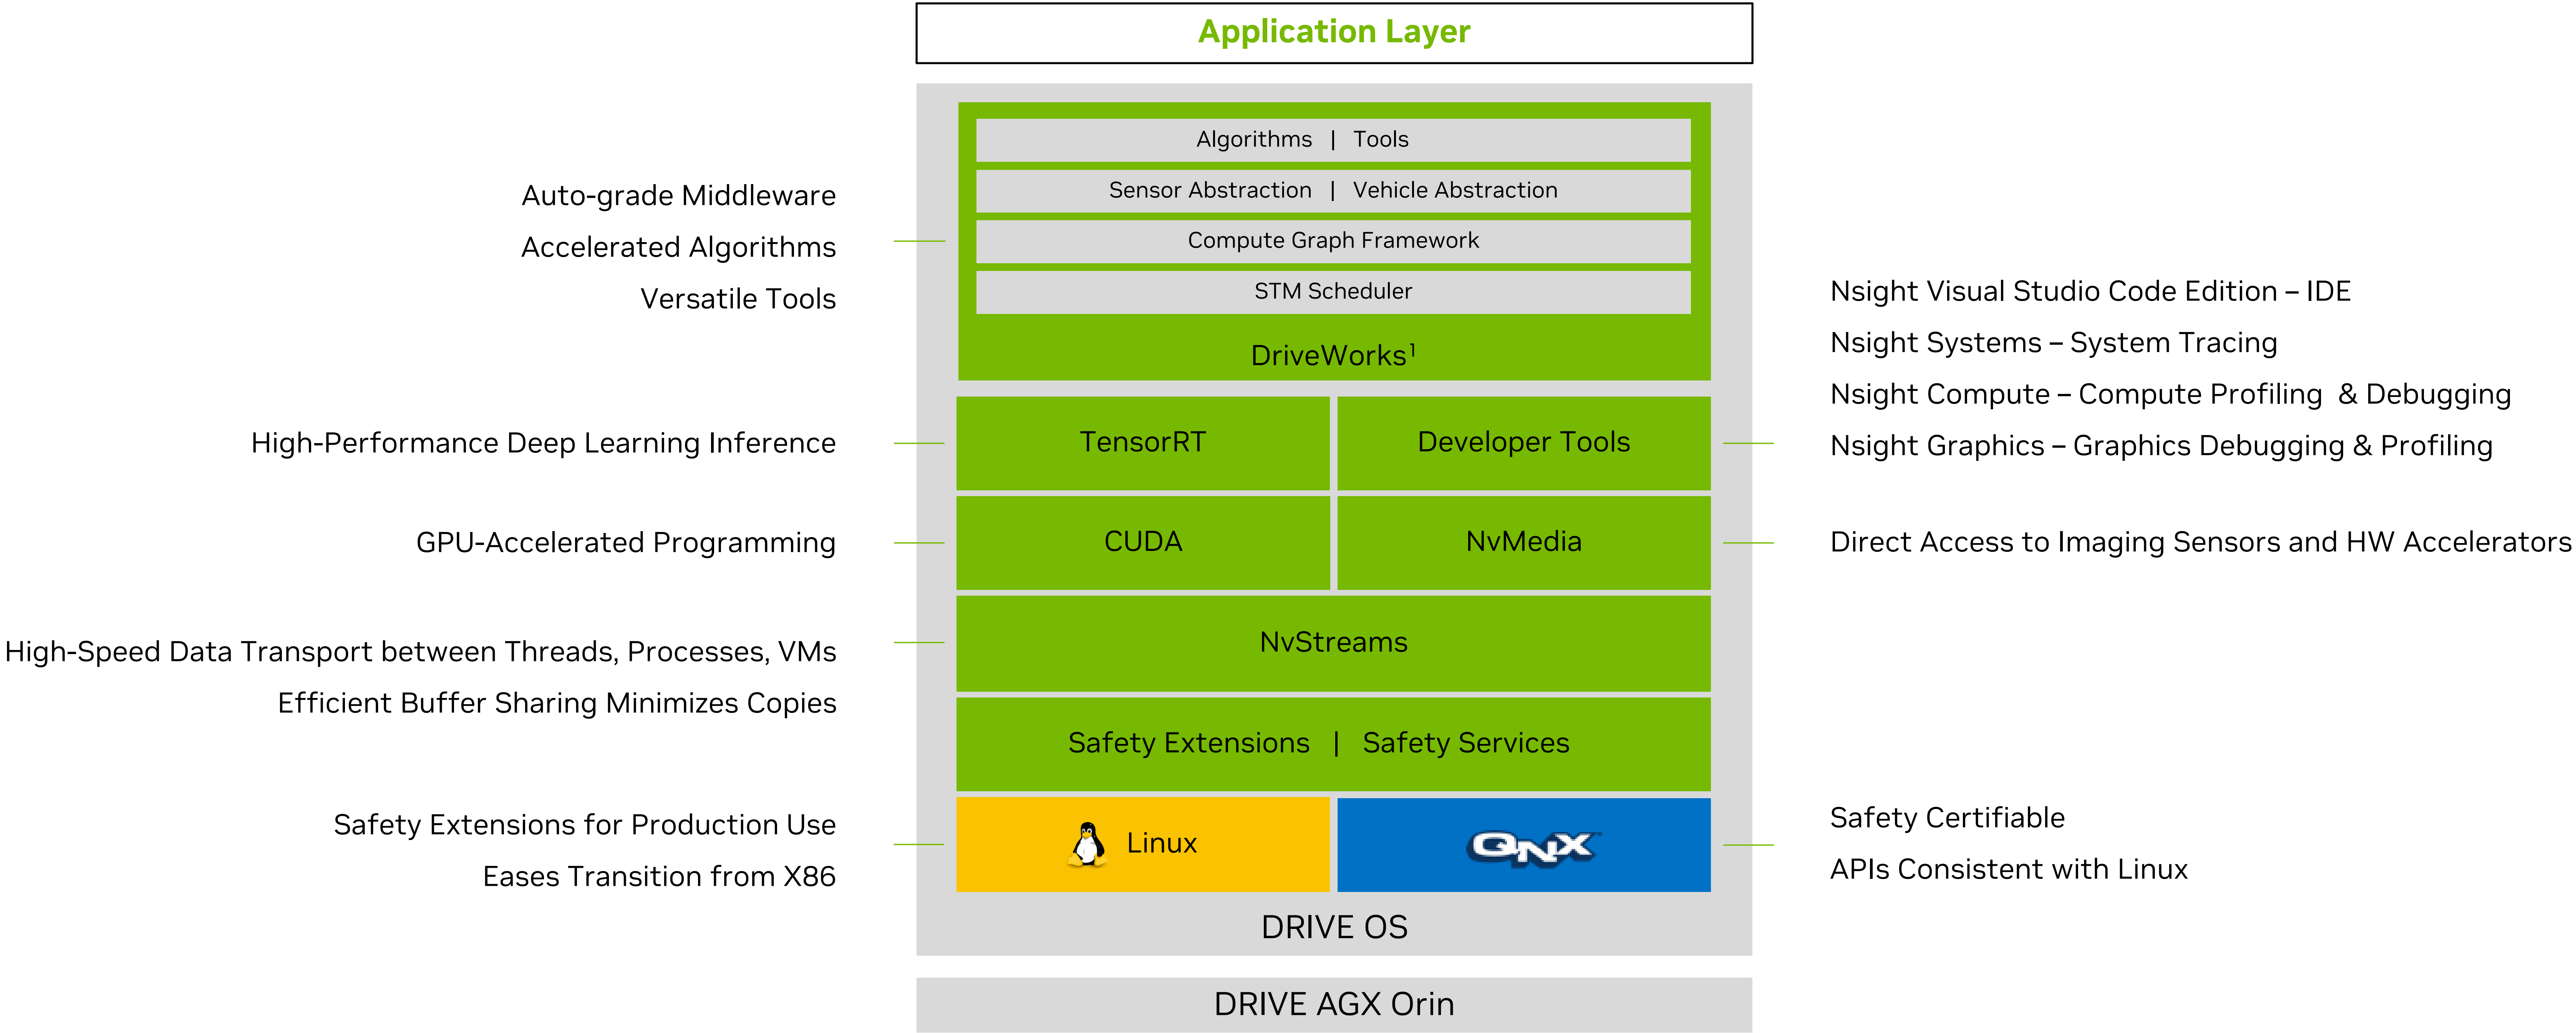 Application Layer
Algorithms | Tools
Sensor Abstraction | Vehicle Abstraction
Compute Graph Framework
STM Scheduler
DriveWorks¹
Auto-grade Middleware
Accelerated Algorithms
Versatile Tools
TensorRT
High-Performance Deep Learning Inference
Developer Tools
Nsight Visual Studio Code Edition – IDE
Nsight Systems – System Tracing
Nsight Compute – Compute Profiling & Debugging
Nsight Graphics – Graphics Debugging & Profiling
CUDA
GPU-Accelerated Programming
NvMedia
Direct Access to Imaging Sensors and HW Accelerators
NvStreams
High-Speed Data Transport between Threads, Processes, VMs
Efficient Buffer Sharing Minimizes Copies
Safety Extensions | Safety Services
Linux
Safety Extensions for Production Use
Eases Transition from X86
QNX
Safety Certifiable
APIs Consistent with Linux
DRIVE OS
DRIVE AGX Orin